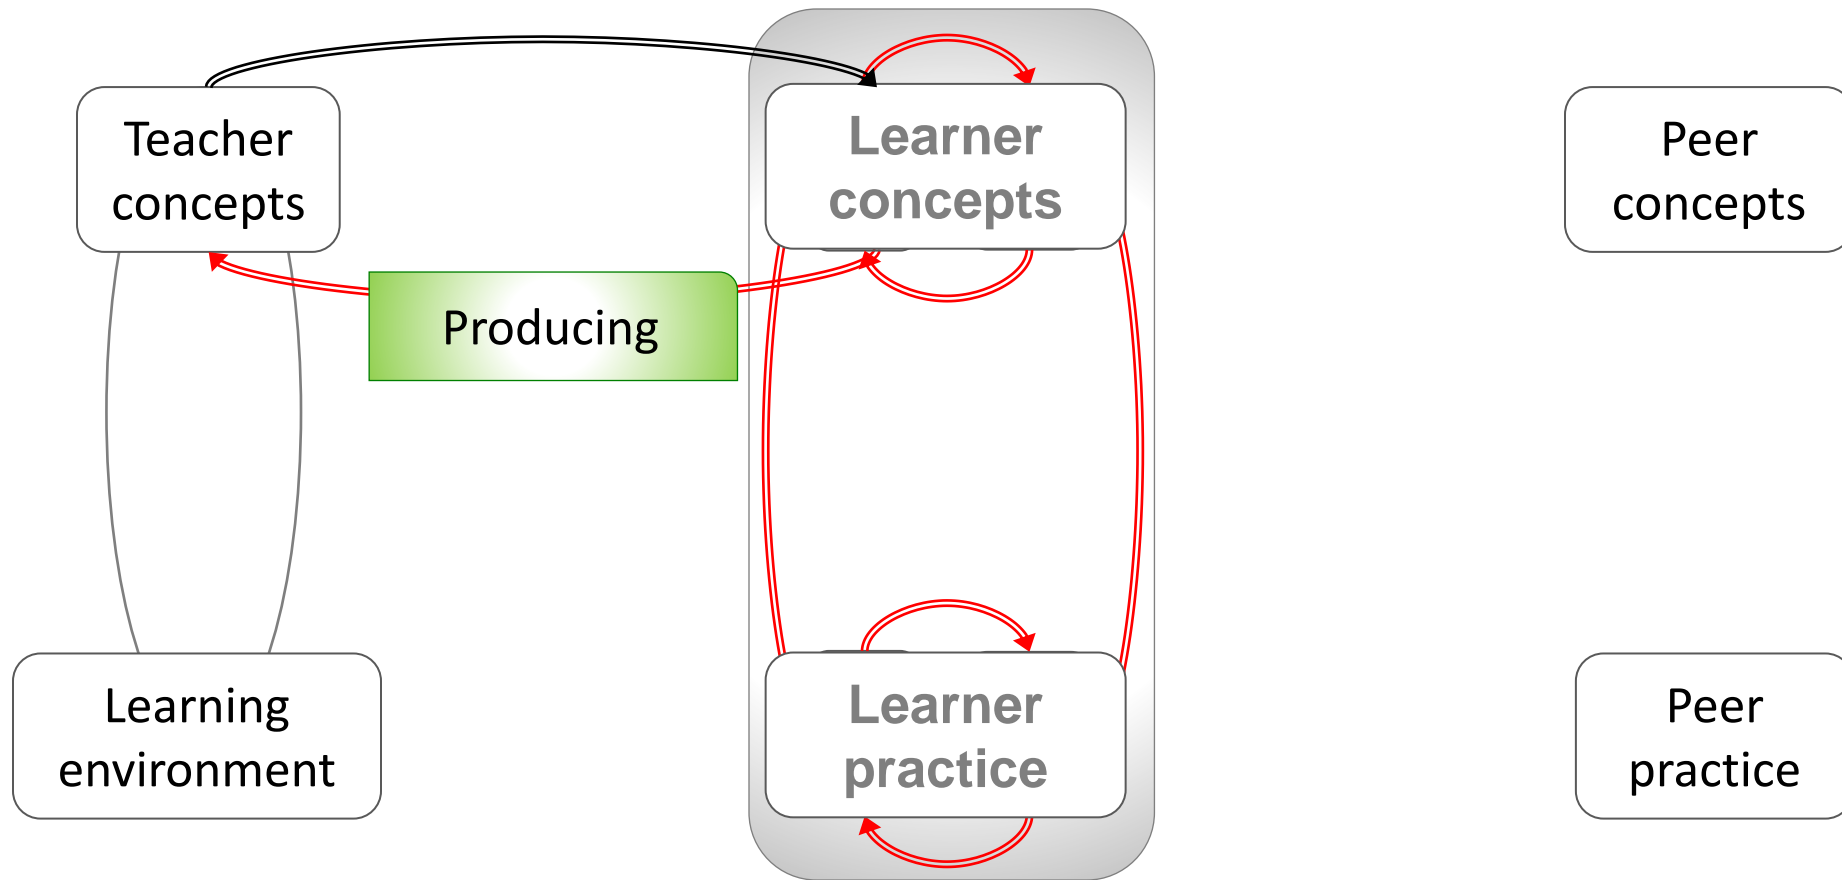 Teacher
concepts
Learner
concepts
Peer
concepts
Producing
Learning
environment
Learner
practice
Peer
practice